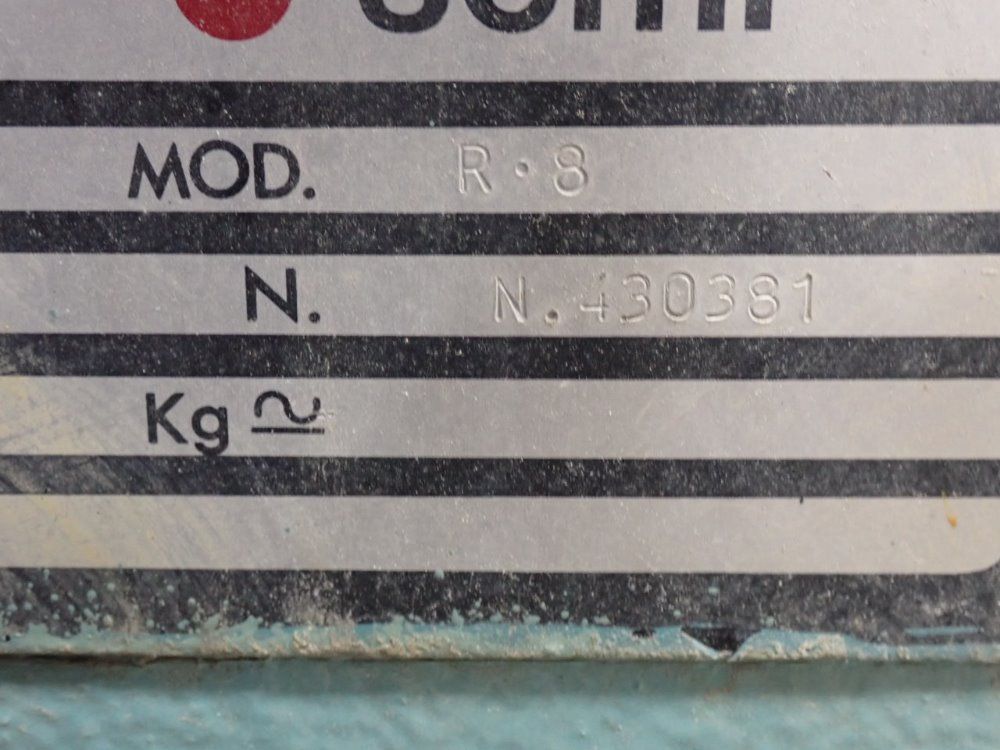 MOD. R·8
N. N.430381
Kg ≃